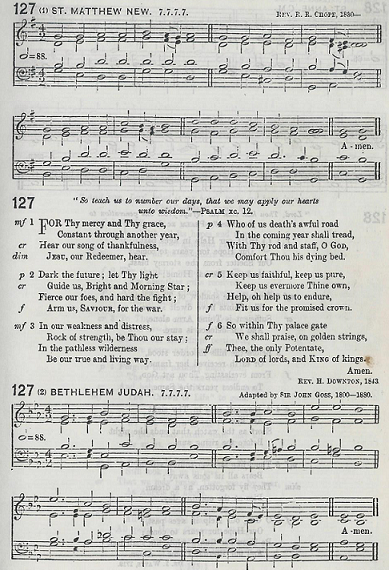 127 (1) ST. MATTHEW NEW. 7.7.7.7. REV. E. R. CROPT, 1880—
=88.
A - men.
127
"So teach us to number our days, that we may apply our hearts
unto wisdom."—PSALM xc. 12.
mf 1 FOR Thy mercy and Thy grace,
Constant through another year,
cr Hear our song of thankfulness,
dim JESU, our Redeemer, hear.
p 2 Dark the future; let Thy light
cr Guide us, Bright and Morning Star;
Fierce our foes, and hard the fight;
f Arm us, SAVIOUR, for the war.
mf 3 In our weakness and distress,
Rock of strength, be Thou our stay;
In the pathless wilderness
Be our true and living way.
p 4 Who of us death's awful road
In the coming year shall tread,
With Thy rod and staff, O GOD,
Comfort Thou his dying bed.
cr 5 Keep us faithful, keep us pure,
Keep us evermore Thine own,
Help, oh help us to endure,
f Fit us for the promised crown.
f 6 So within Thy palace gate
cr We shall praise, on golden strings,
ff Thee, the only Potentate,
LORD of lords, and KING of kings.
Amen.
REV. H. DOWNTON, 1843
127 (2) BETHLEHEM JUDAH. 7.7.7.7. Adapted by SIR JOHN GOSS, 1800—1880.
=88.
A-men.